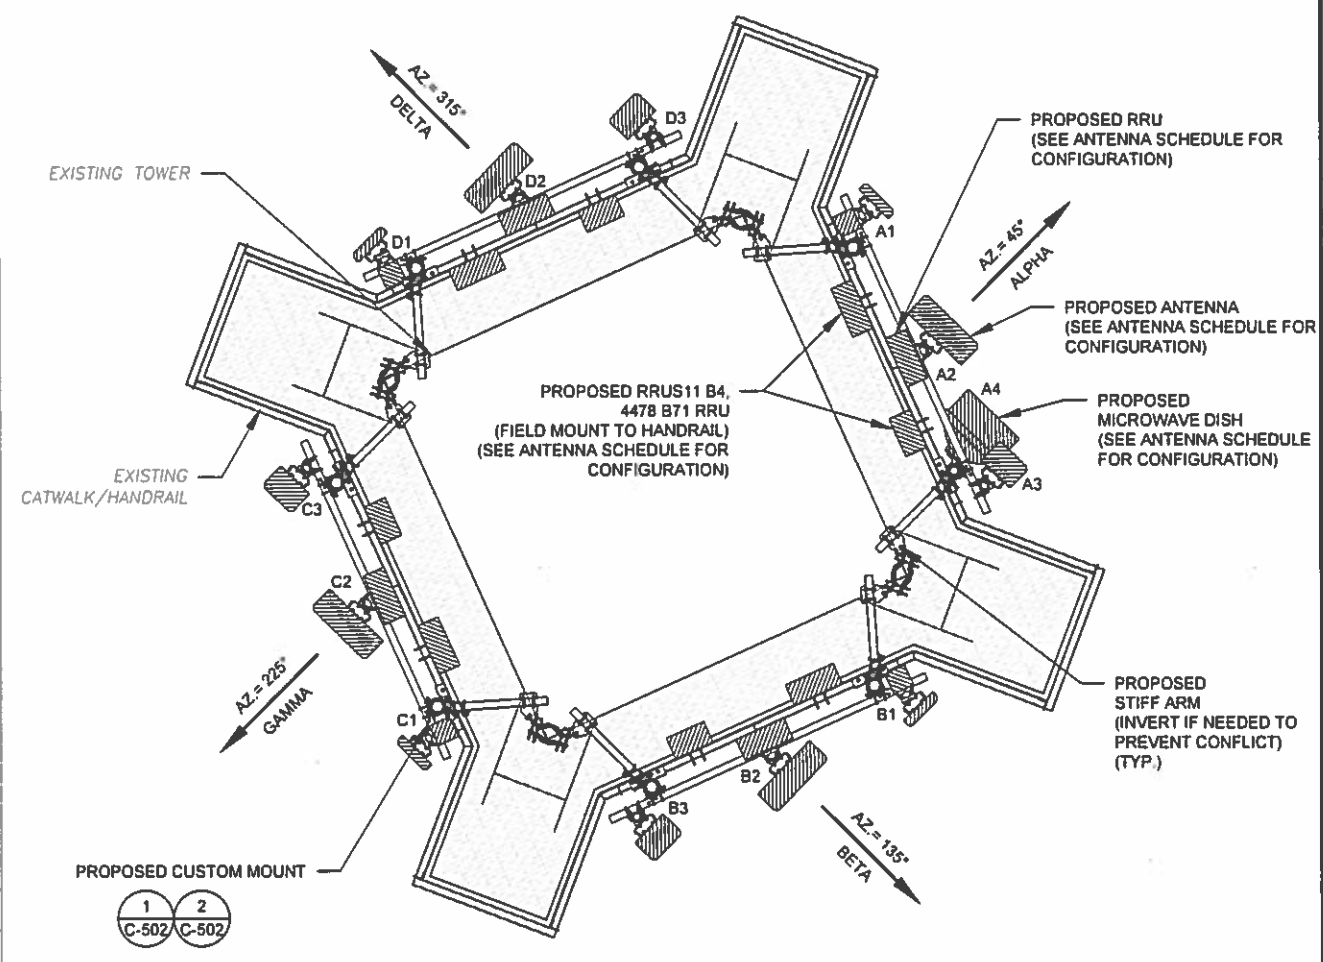 AZ.= 315°
DELTA
D3
PROPOSED RRU
(SEE ANTENNA SCHEDULE FOR
CONFIGURATION)
EXISTING TOWER
D2
D1
A1
AZ.= 45°
ALPHA
PROPOSED ANTENNA
(SEE ANTENNA SCHEDULE FOR
CONFIGURATION)
A2
A4
PROPOSED RRUS11 B4,
4478 B71 RRU
(FIELD MOUNT TO HANDRAIL)
(SEE ANTENNA SCHEDULE FOR
CONFIGURATION)
PROPOSED
MICROWAVE DISH
(SEE ANTENNA SCHEDULE
FOR CONFIGURATION)
EXISTING
CATWALK/HANDRAIL
C3
A3
C2
AZ.= 225°
GAMMA
C1
B1
PROPOSED
STIFF ARM
(INVERT IF NEEDED TO
PREVENT CONFLICT)
(TYP.)
B2
B3
AZ.= 135°
BETA
PROPOSED CUSTOM MOUNT
1
C-502
2
C-502